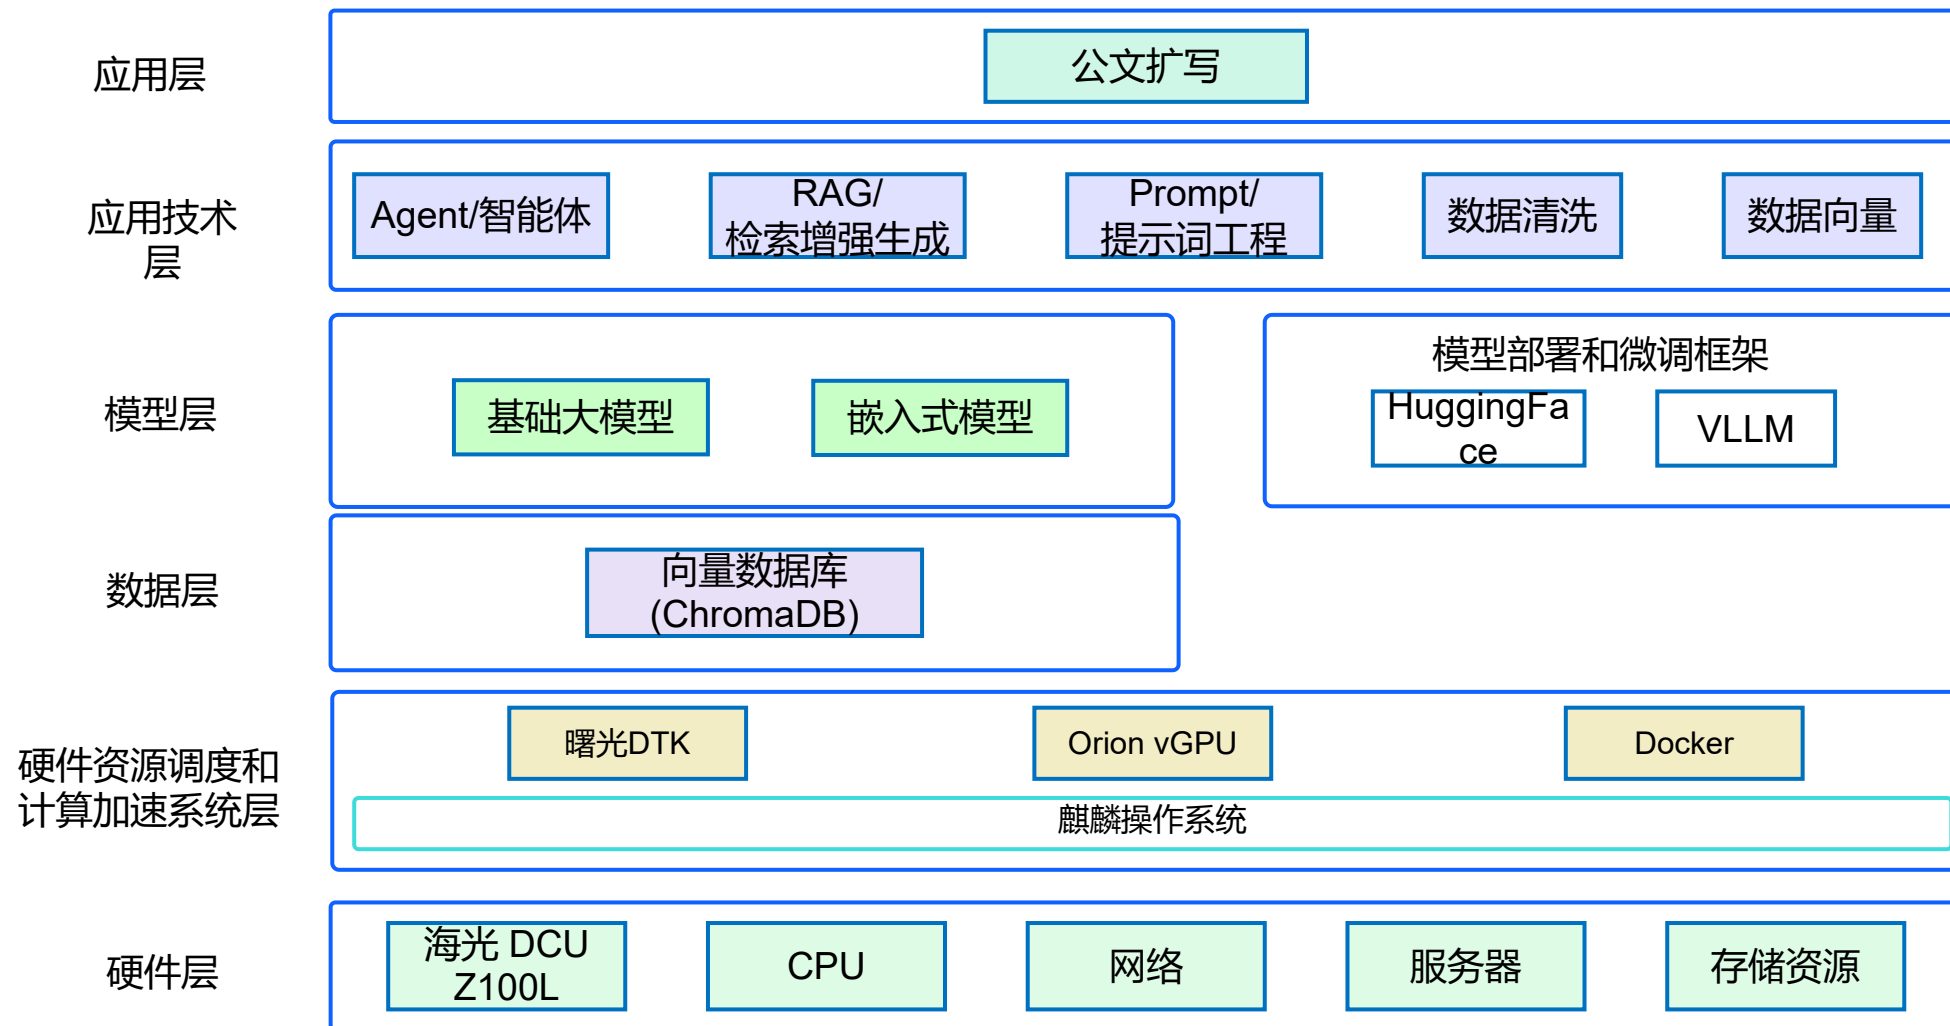 应用层
公文扩写
应用技术
层
Agent/智能体
RAG/
检索增强生成
Prompt/
提示词工程
数据清洗
数据向量
模型层
基础大模型
嵌入式模型
模型部署和微调框架
HuggingFa
ce
VLLM
数据层
向量数据库
(ChromaDB)
硬件资源调度和
计算加速系统层
曙光DTK
Orion vGPU
Docker
麒麟操作系统
硬件层
海光 DCU
Z100L
CPU
网络
服务器
存储资源